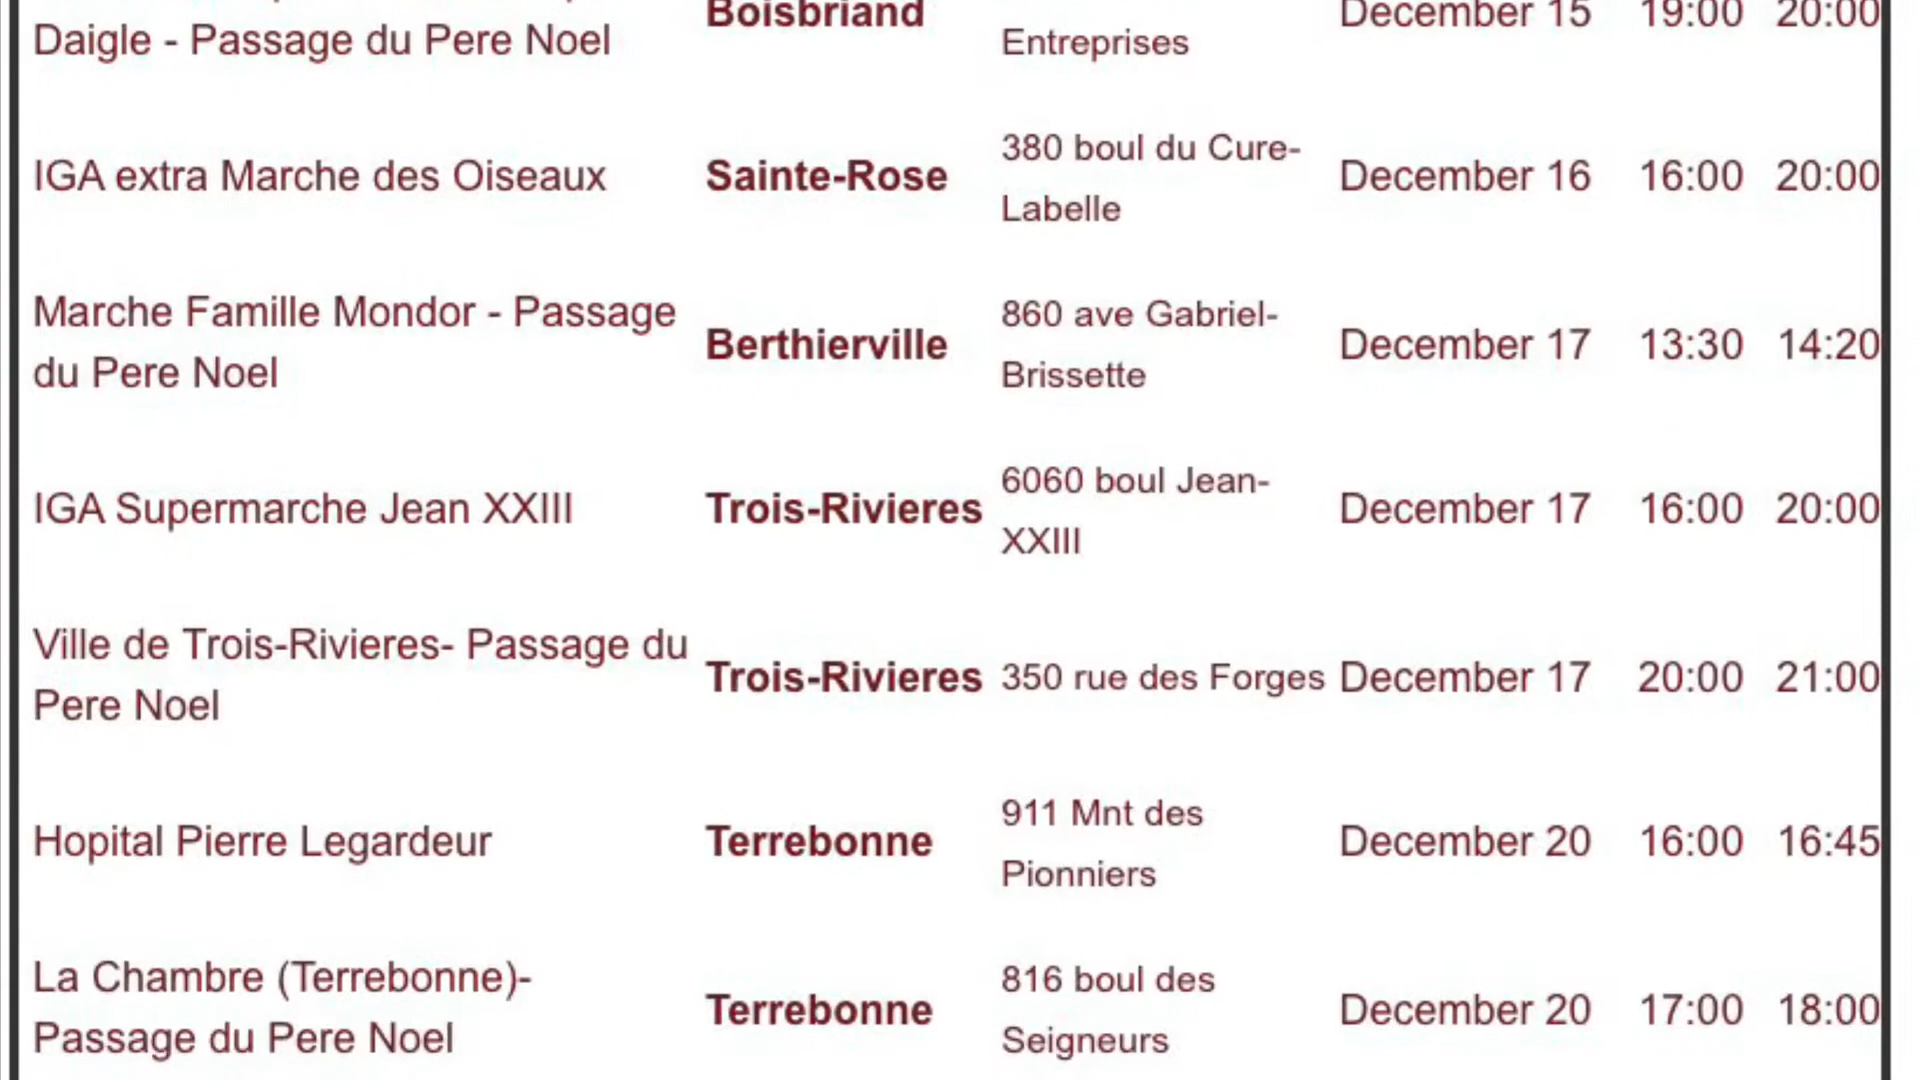 Boisbriand December 15 19:00 20:00
Daigle - Passage du Pere Noel Entreprises
380 boul du Cure-
IGA extra Marche des Oiseaux Sainte-Rose December 16 16:00 20:00
Labelle
Marche Famille Mondor - Passage 860 ave Gabriel-
Berthierville December 17 13:30 14:20
du Pere Noel Brissette
6060 boul Jean-
IGA Supermarche Jean XXIII Trois-Rivieres December 17 16:00 20:00
XXIII
Ville de Trois-Rivieres- Passage du
Trois-Rivieres 350 rue des Forges December 17 20:00 21:00
Pere Noel
911 Mnt des
Hopital Pierre Legardeur Terrebonne December 20 16:00 16:45
Pionniers
La Chambre (Terrebonne)- 816 boul des
Terrebonne December 20 17:00 18:00
Passage du Pere Noel Seigneurs